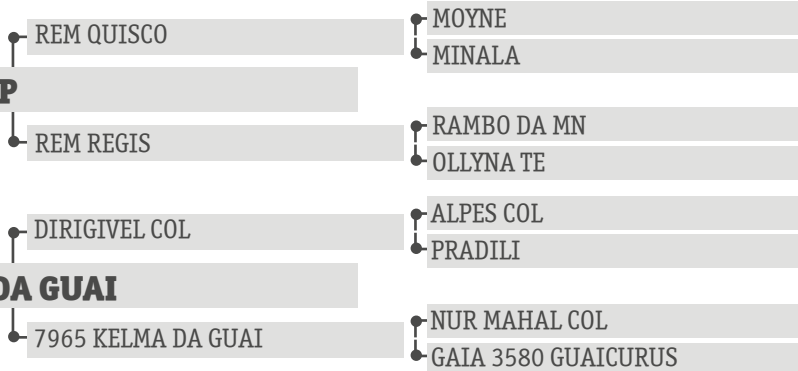 MOYNE
REM QUISCO
MINALA
P
RAMBO DA MN
REM REGIS
OLLYNA TE
ALPES COL
DIRIGIVEL COL
PRADILI
DA GUAI
NUR MAHAL COL
7965 KELMA DA GUAI
GAIA 3580 GUAICURUS